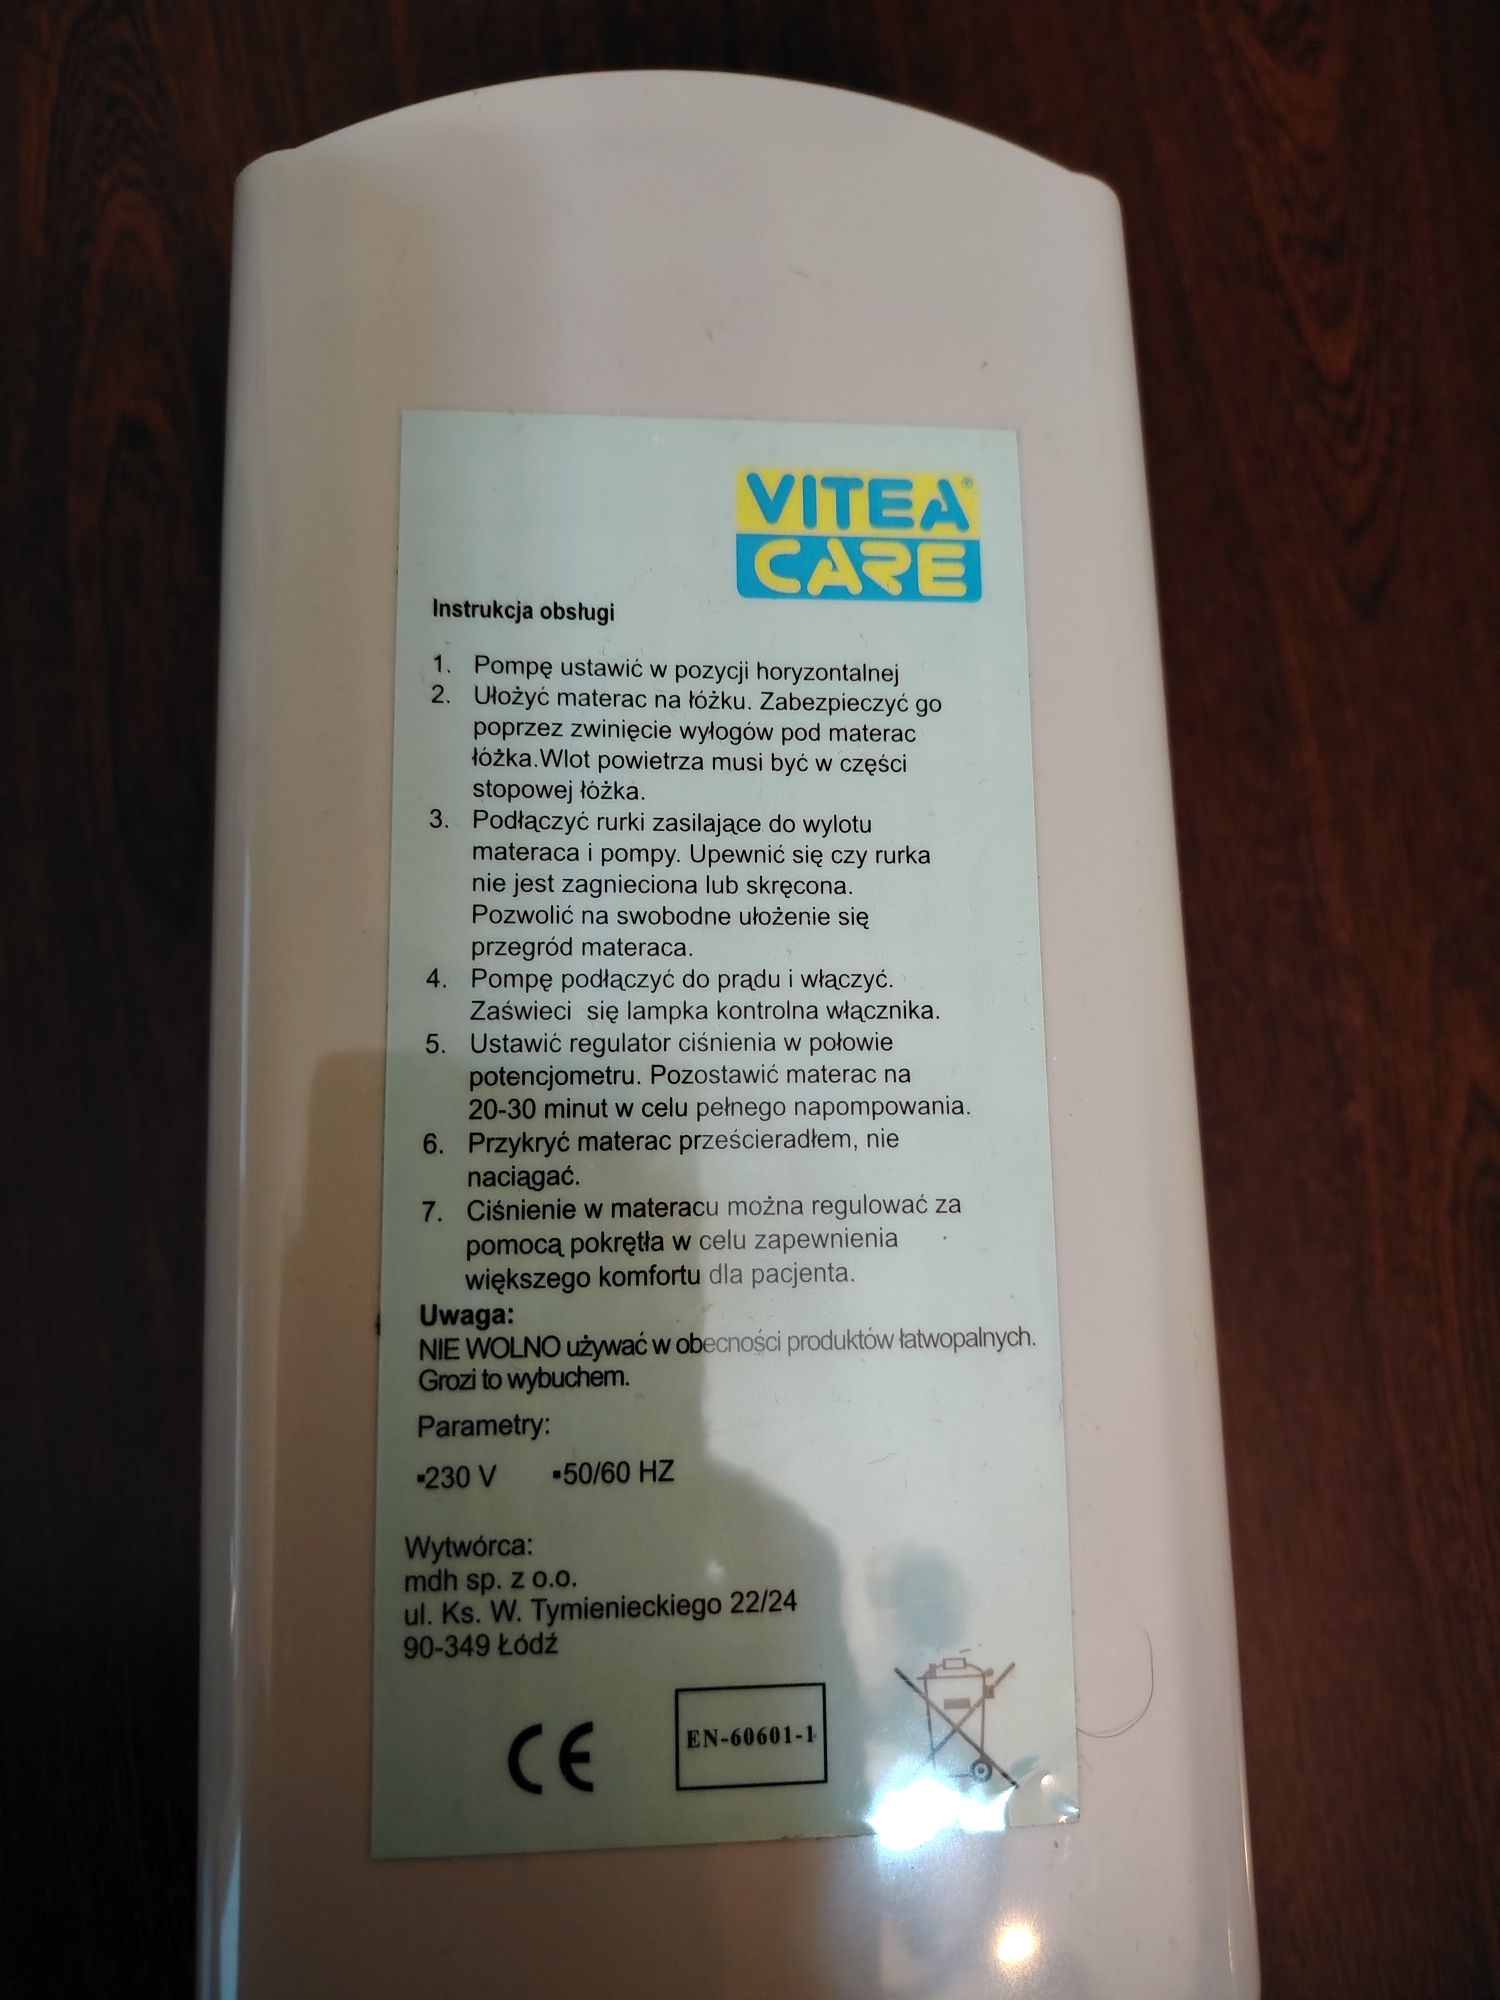 VITEA®
CARE
Instrukcja obsługi
1. Pompę ustawić w pozycji horyzontalnej
2. Ułożyć materac na łóżku. Zabezpieczyć go
poprzez zwinięcie wyłogów pod materac
łóżka.Wlot powietrza musi być w części
stopowej łóżka.
3. Podłączyć rurki zasilające do wylotu
materaca i pompy. Upewnić się czy rurka
nie jest zagnieciona lub skręcona.
Pozwolić na swobodne ułożenie się
przegród materaca.
4. Pompę podłączyć do prądu i włączyć.
Zaświeci się lampka kontrolna włącznika.
5. Ustawić regulator ciśnienia w połowie
potencjometru. Pozostawić materac na
20-30 minut w celu pełnego napompowania.
6. Przykryć materac prześcieradłem, nie
naciągać.
7. Ciśnienie w materacu można regulować za
pomocą pokrętła w celu zapewnienia
większego komfortu dla pacjenta.
Uwaga:
NIE WOLNO używać w obecności produktów łatwopalnych.
Grozi to wybuchem.
Parametry:
▪230 V ▪50/60 HZ
Wytwórca:
mdh sp. z o.o.
ul. Ks. W. Tymienieckiego 22/24
90-349 Łódź
CE EN-60601-1